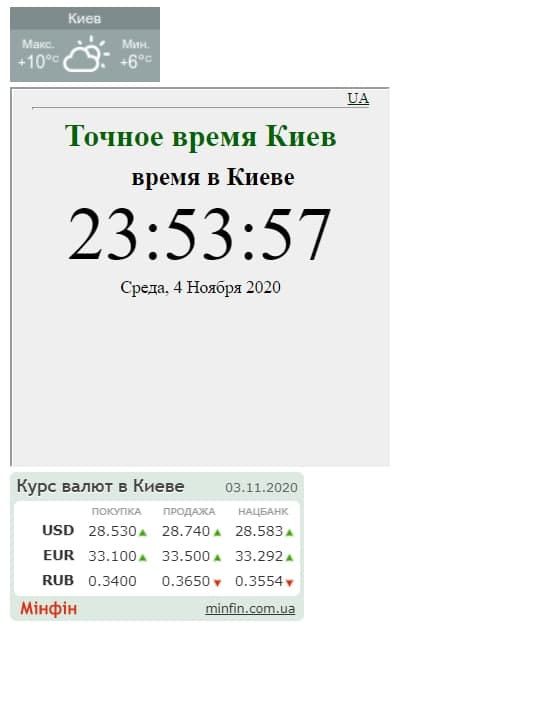 Киев
Макс. Мин.
+10°c +6°c
UA
Точное время Киев
время в Киеве
23:53:57
Среда, 4 Ноября 2020
Курс валют в Киеве 03.11.2020
ПОКУПКА ПРОДАЖА НАЦБАНК
USD 28.530 28.740 28.583
EUR 33.100 33.500 33.292
RUB 0.3400 0.3650 0.3554
Мінфін minfin.com.ua